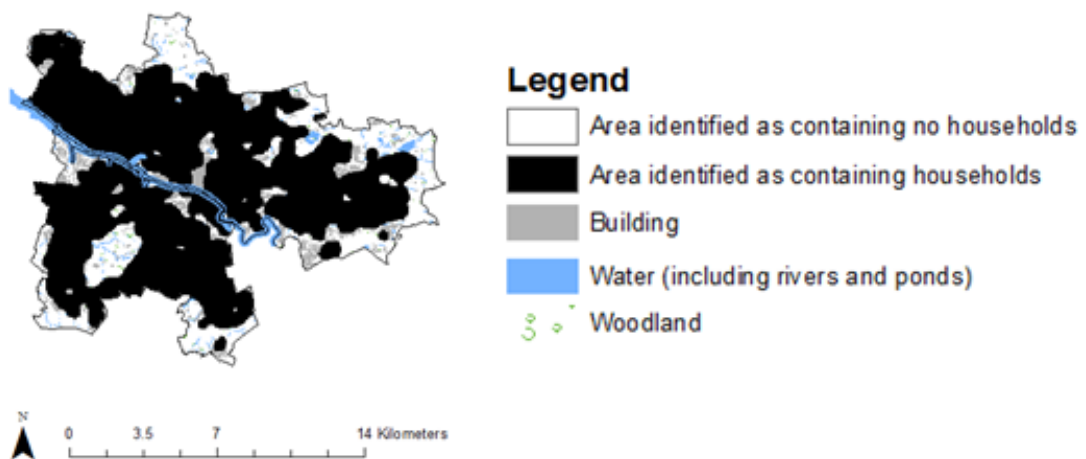 Legend
Area identified as containing no households
Area identified as containing households
Building
Water (including rivers and ponds)
Woodland
N
0 3.5 7 14 Kilometers